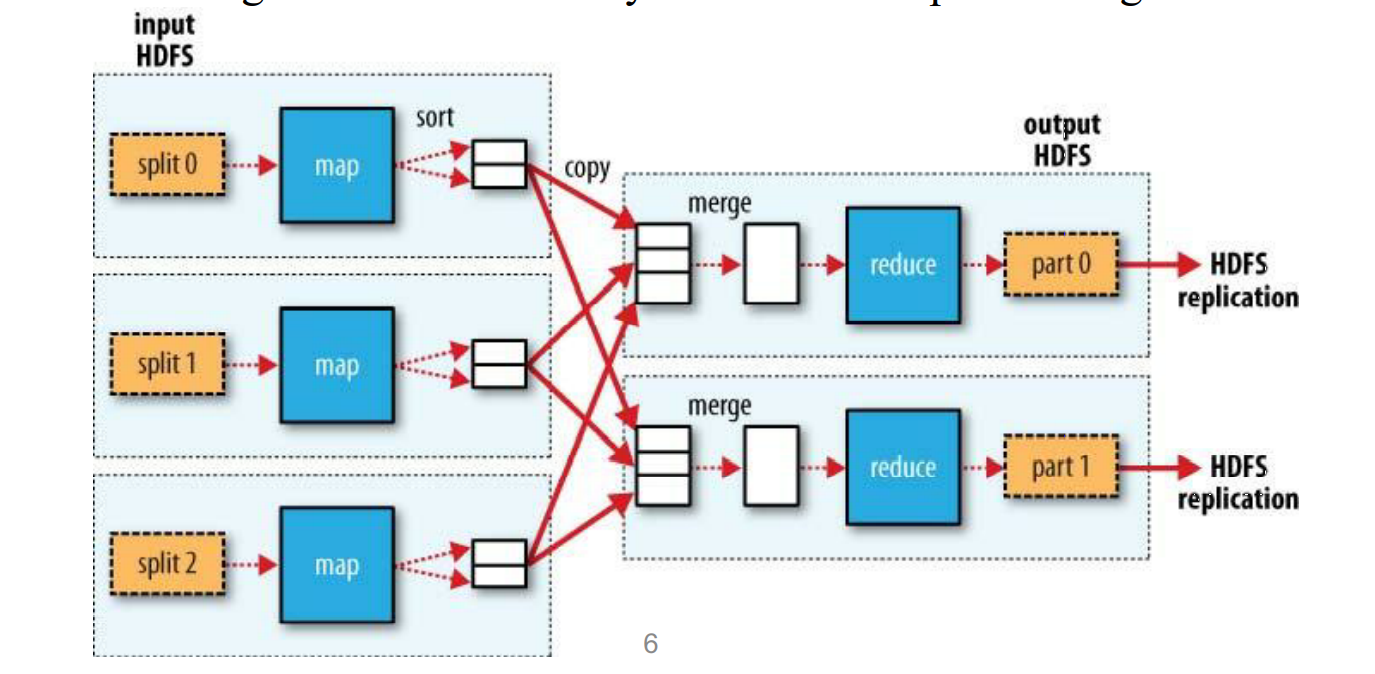 input
HDFS
sort
split 0
map
copy
output
HDFS
merge
reduce
part 0
HDFS
replication
split 1
map
merge
reduce
part 1
HDFS
replication
split 2
map
6